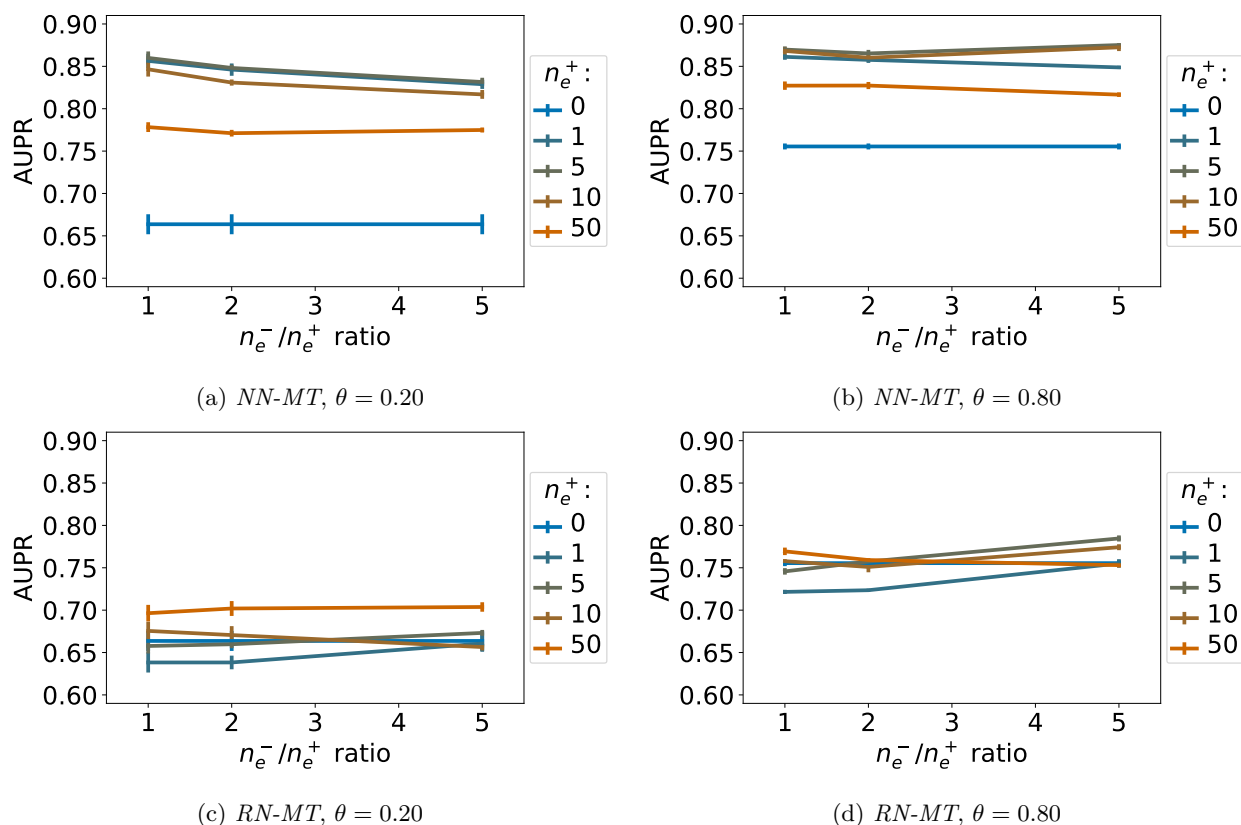 0.90
0.85
0.80
0.75
0.70
0.65
0.60
AUPR
1 2 3 4 5
n_e^-/n_e^+ ratio
n_e^+:
0
1
5
10
50
(a) NN-MT, θ = 0.20
0.90
0.85
0.80
0.75
0.70
0.65
0.60
AUPR
1 2 3 4 5
n_e^-/n_e^+ ratio
n_e^+:
0
1
5
10
50
(b) NN-MT, θ = 0.80
0.90
0.85
0.80
0.75
0.70
0.65
0.60
AUPR
1 2 3 4 5
n_e^-/n_e^+ ratio
n_e^+:
0
1
5
10
50
(c) RN-MT, θ = 0.20
0.90
0.85
0.80
0.75
0.70
0.65
0.60
AUPR
1 2 3 4 5
n_e^-/n_e^+ ratio
n_e^+:
0
1
5
10
50
(d) RN-MT, θ = 0.80